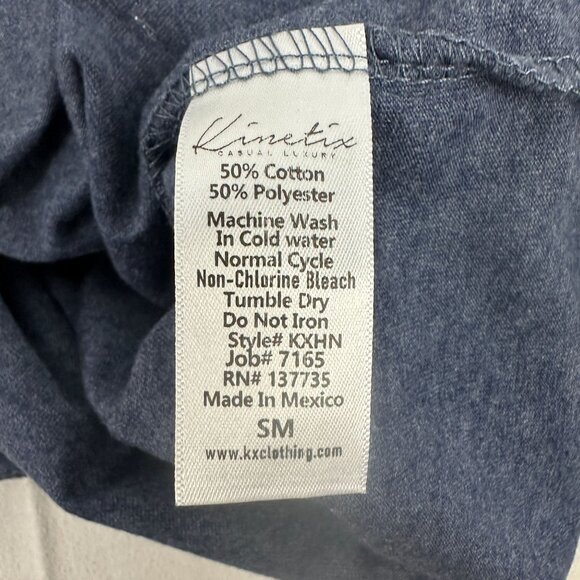 Kinetix
CASUAL LUXURY
50% Cotton
50% Polyester
Machine Wash
In Cold water
Normal Cycle
Non-Chlorine Bleach
Tumble Dry
Do Not Iron
Style# KXHN
Job# 7165
RN# 137735
Made In Mexico
SM
www.kxclothing.com